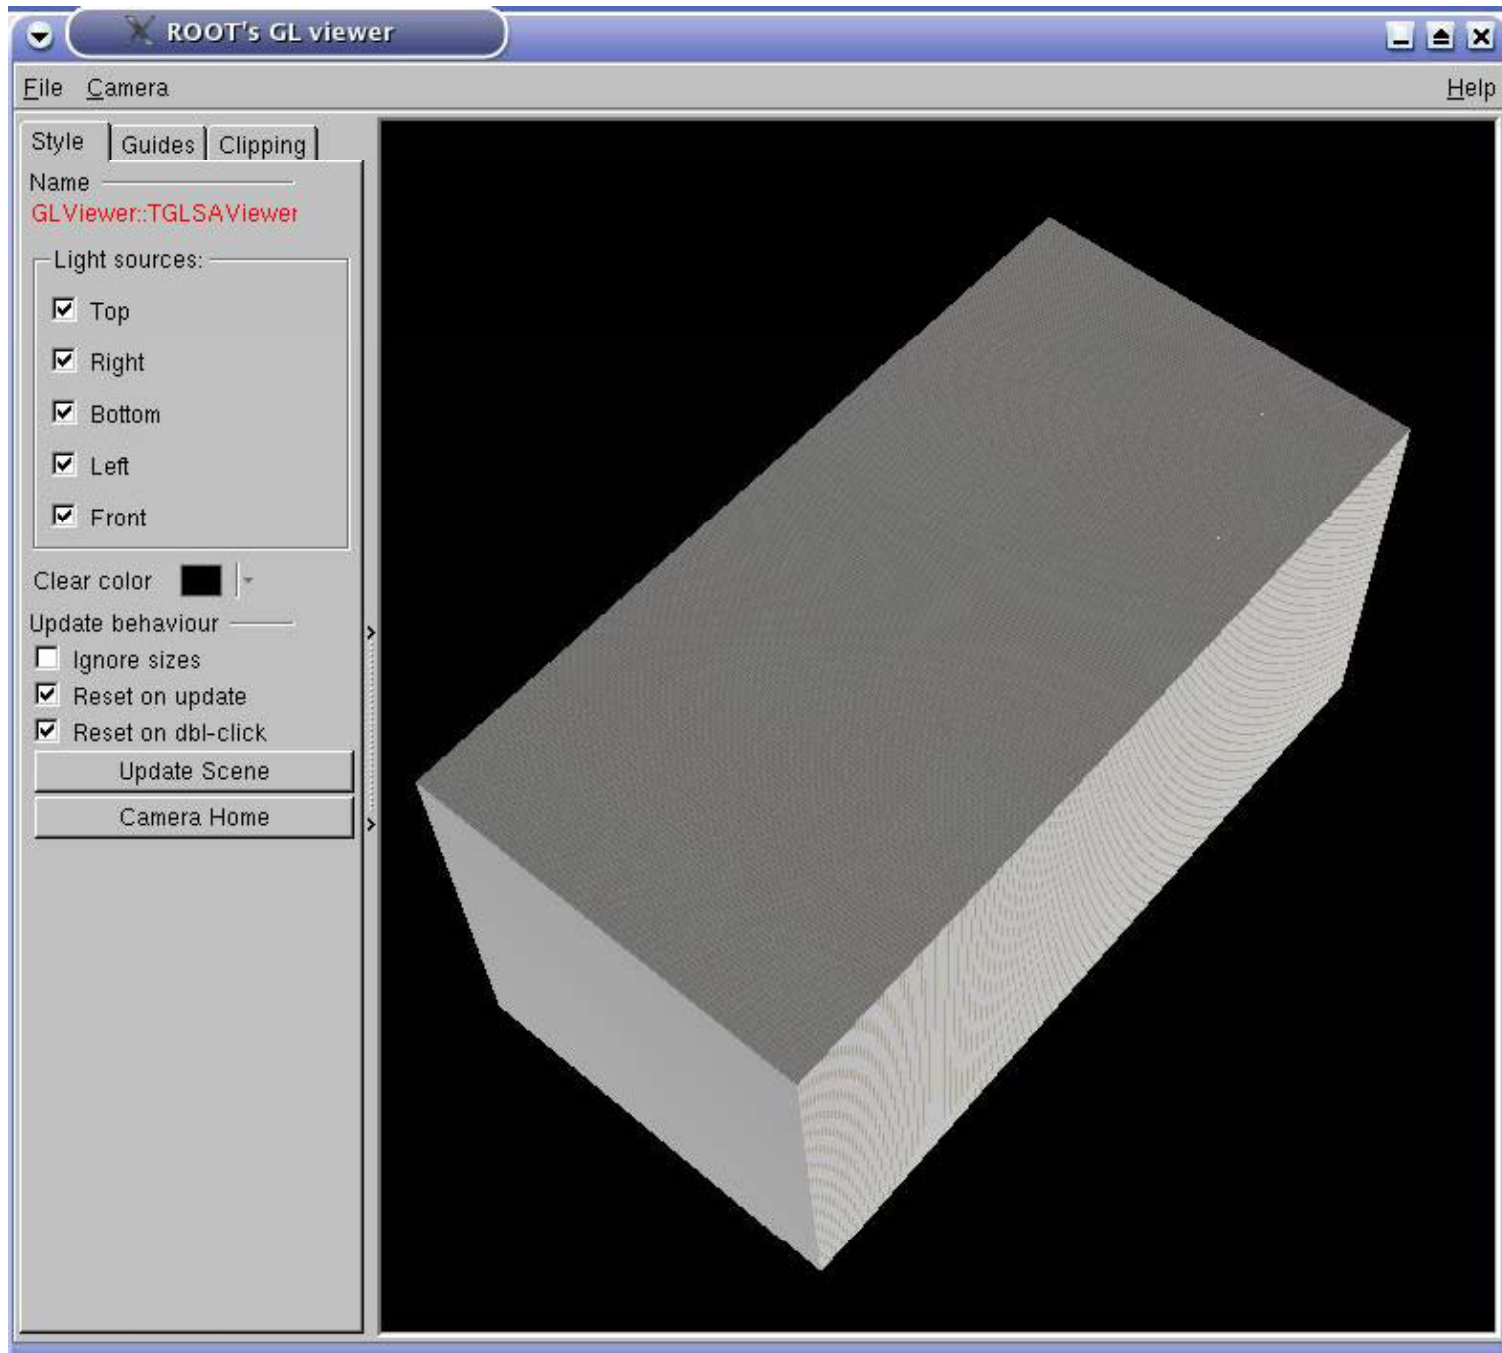 ROOT's GL viewer
File Camera Help
Style Guides Clipping
Name
GLViewer::TGLSAViewer
Light sources:
Top
Right
Bottom
Left
Front
Clear color
Update behaviour
Ignore sizes
Reset on update
Reset on dbl-click
Update Scene
Camera Home